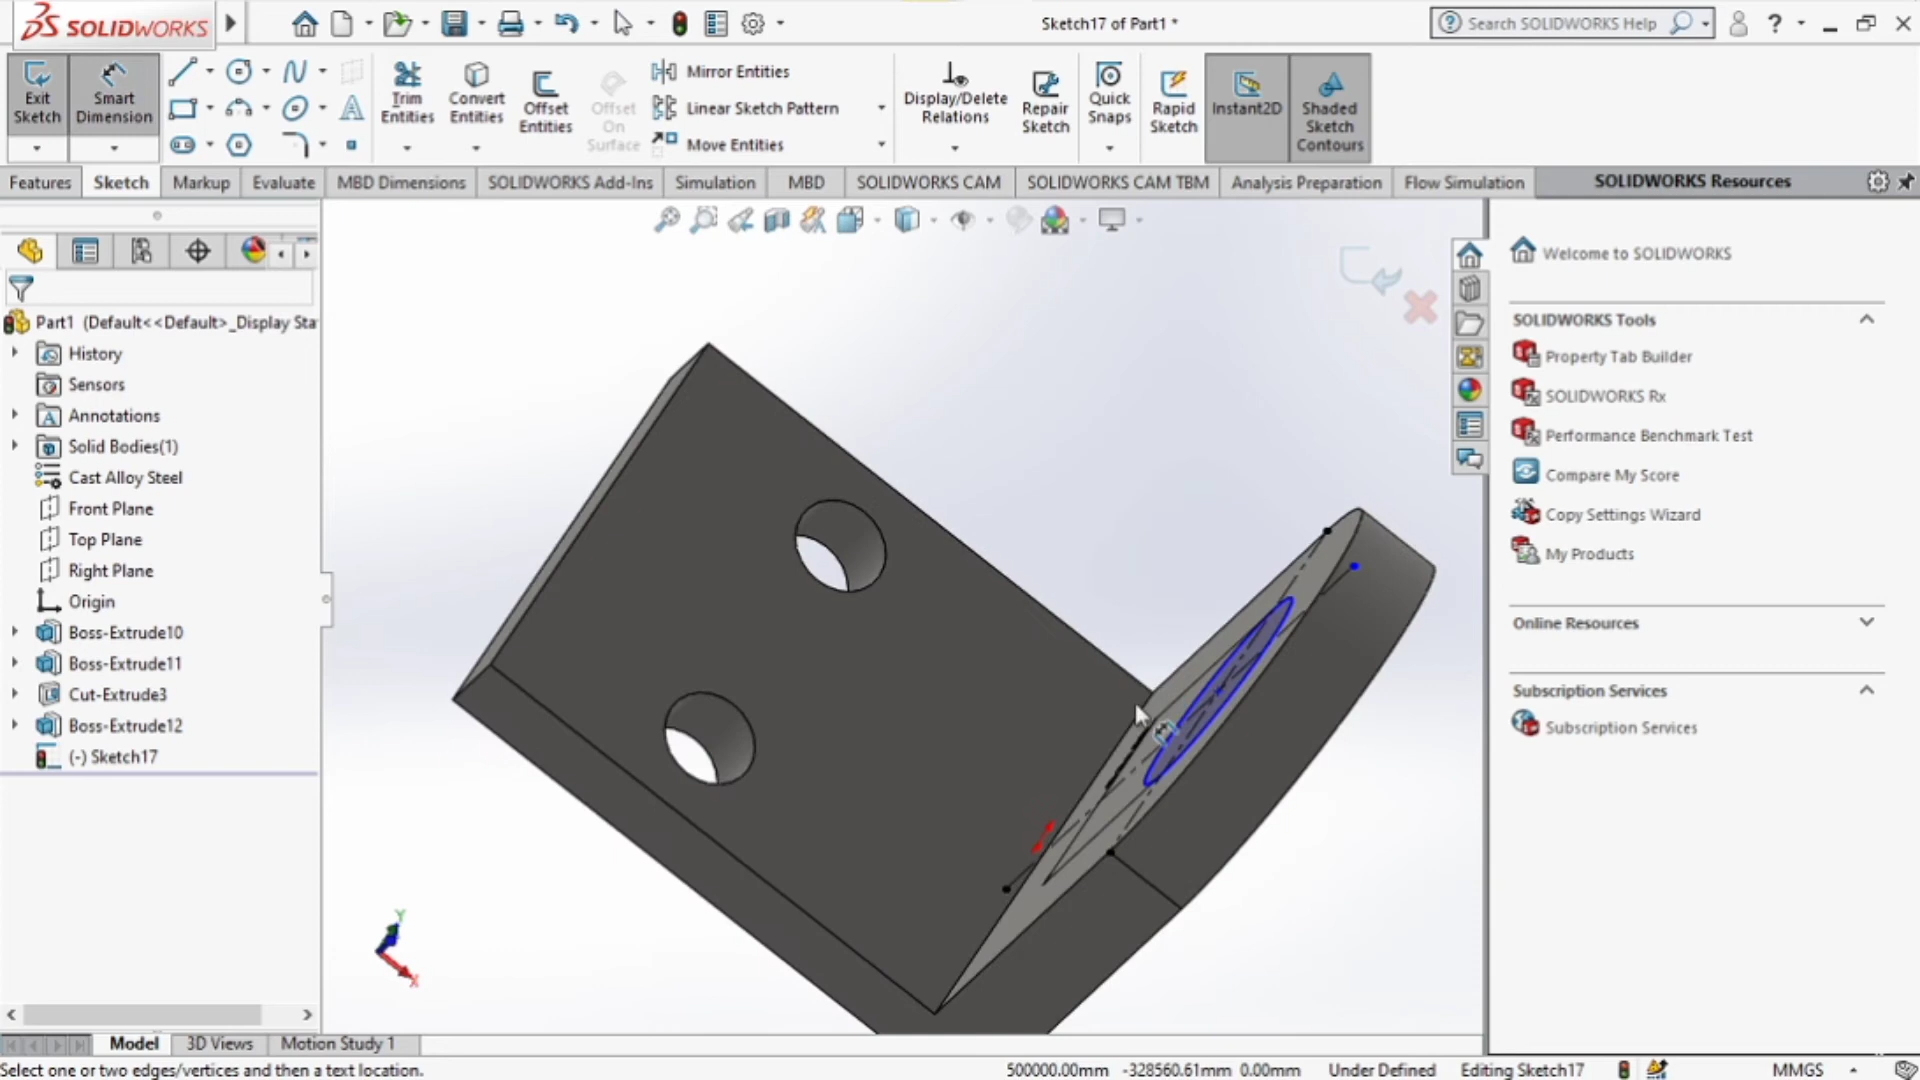 SOLIDWORKS
Sketch17 of Part1 *
Search SOLIDWORKS Help
Exit Sketch
Smart Dimension
Trim Entities
Convert Entities
Offset Entities
Offset On Surface
Mirror Entities
Linear Sketch Pattern
Move Entities
Display/Delete Relations
Repair Sketch
Quick Snaps
Rapid Sketch
Instant2D
Shaded Sketch Contours
Features
Sketch
Markup
Evaluate
MBD Dimensions
SOLIDWORKS Add-Ins
Simulation
MBD
SOLIDWORKS CAM
SOLIDWORKS CAM TBM
Analysis Preparation
Flow Simulation
SOLIDWORKS Resources
Part1 (Default<<Default>_Display Sta
History
Sensors
Annotations
Solid Bodies(1)
Cast Alloy Steel
Front Plane
Top Plane
Right Plane
Origin
Boss-Extrude10
Boss-Extrude11
Cut-Extrude3
Boss-Extrude12
(-) Sketch17
Y
X
Welcome to SOLIDWORKS
SOLIDWORKS Tools
Property Tab Builder
SOLIDWORKS Rx
Performance Benchmark Test
Compare My Score
Copy Settings Wizard
My Products
Online Resources
Subscription Services
Subscription Services
Model
3D Views
Motion Study 1
Select one or two edges/vertices and then a text location.
500000.00mm
-328560.61mm
0.00mm
Under Defined
Editing Sketch17
MMGS